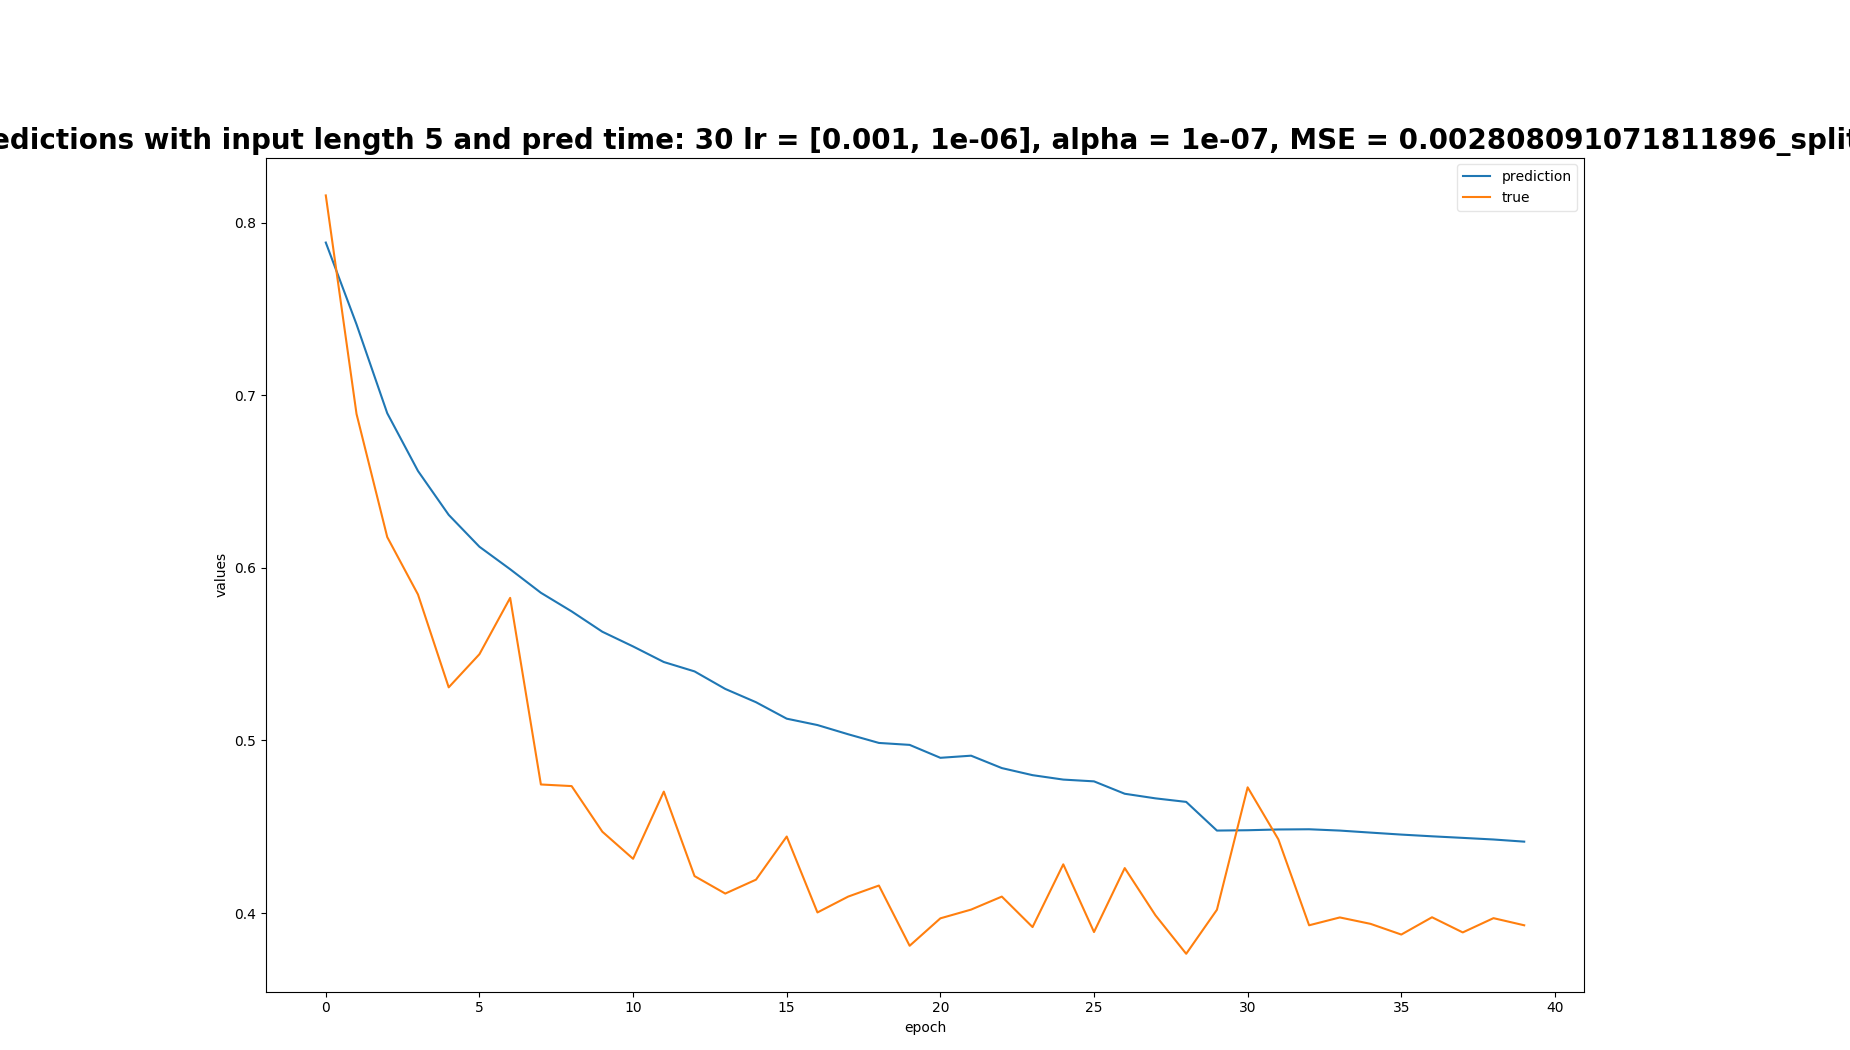 edictions with input length 5 and pred time: 30 lr = [0.001, 1e-06], alpha = 1e-07, MSE = 0.002808091071811896_split
prediction
true
0.8
0.7
0.6
0.5
0.4
values
0 5 10 15 20 25 30 35 40
epoch